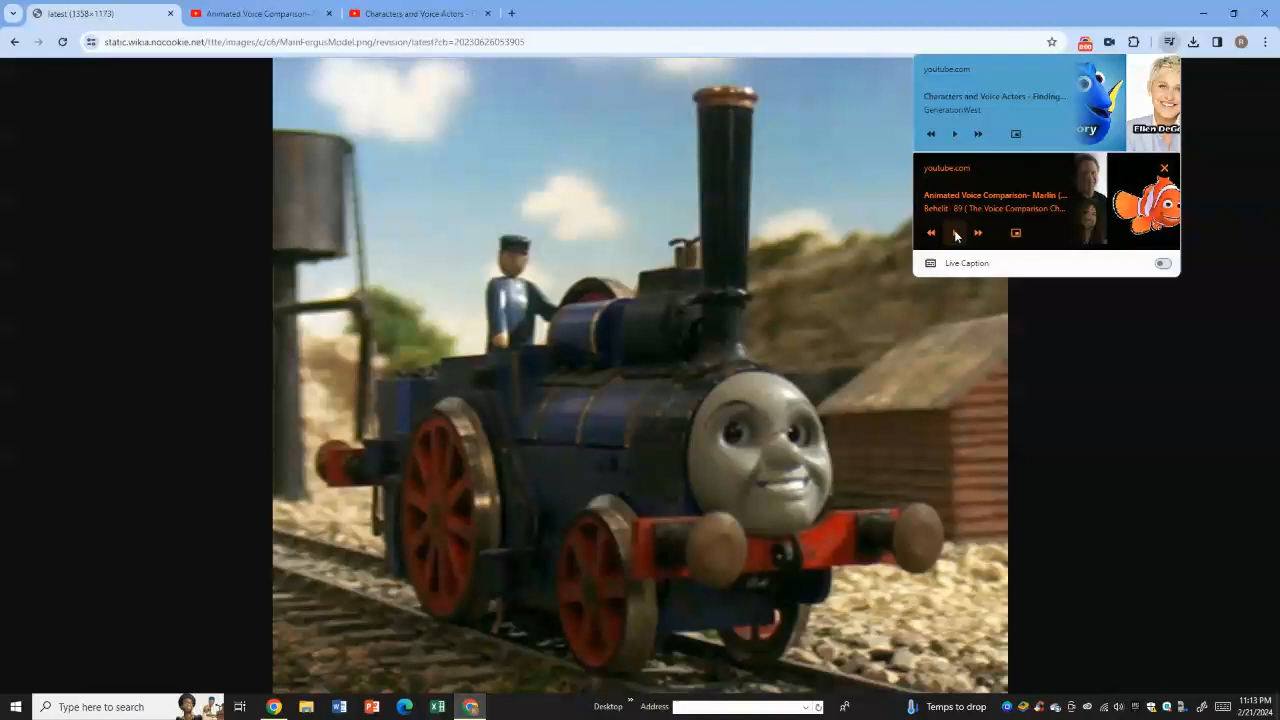 latest (1358×1173)
Animated Voice Comparison-
Characters and Voice Actors -
static.wikia.nocookie.net/ttte/images/c/c6/MainFergusModel.png/revision/latest?cb=20230626053905
R
youtube.com
Characters and Voice Actors - Finding...
GenerationWest
ory
Ellen DeG
youtube.com
Animated Voice Comparison- Marlin (...
Behelit 89 ( The Voice Comparison Ch...
Live Caption
Type here to search
Desktop
Address
Temps to drop
11:13 PM
2/21/2024